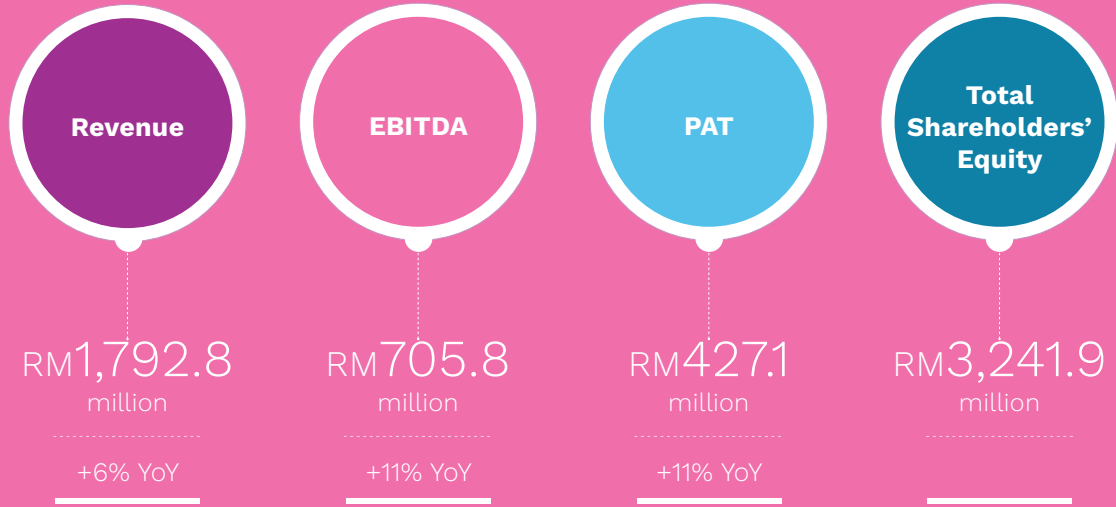 Revenue
RM1,792.8
million
+6% YoY
EBITDA
RM705.8
million
+11% YoY
PAT
RM427.1
million
+11% YoY
Total
Shareholders’
Equity
RM3,241.9
million